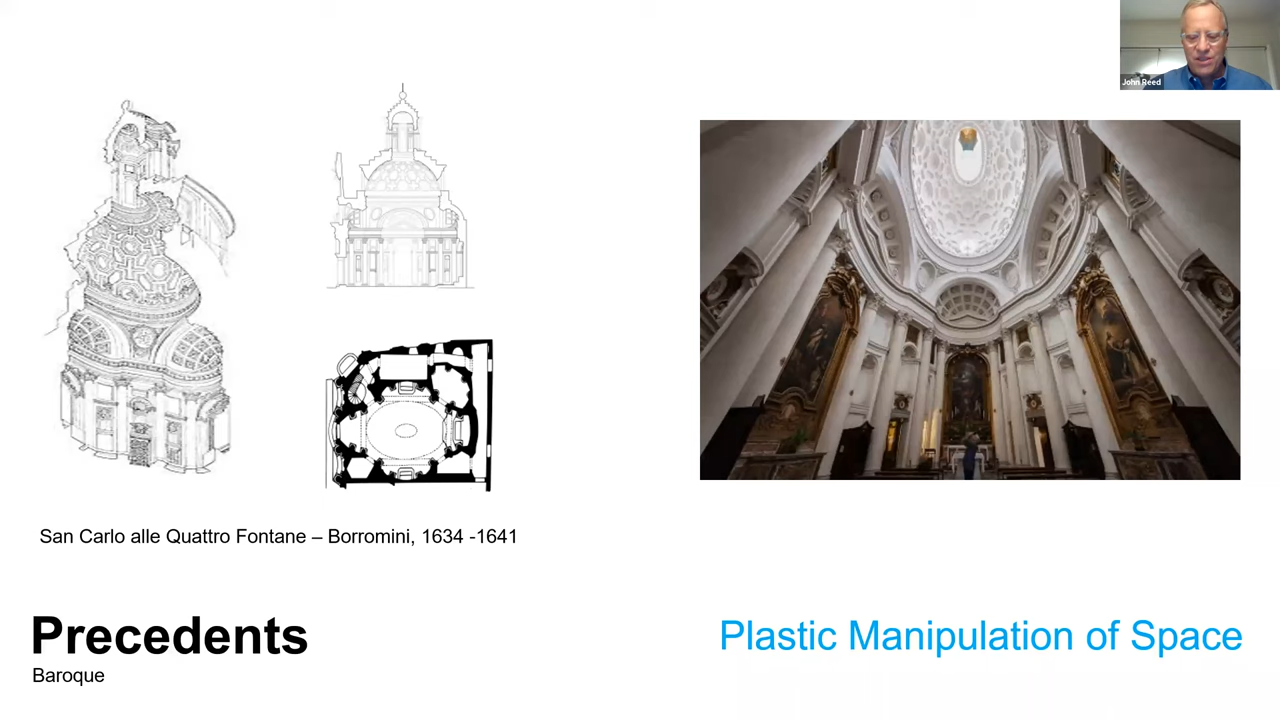 John Reed
San Carlo alle Quattro Fontane – Borromini, 1634 -1641
Precedents
Baroque
Plastic Manipulation of Space